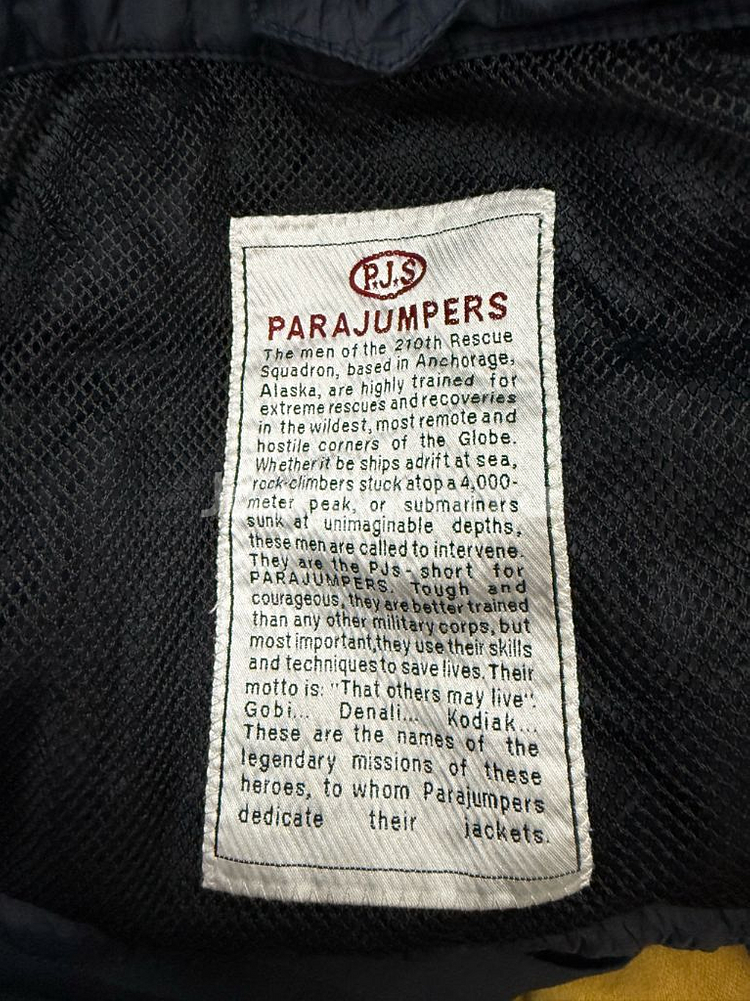 P.J.S
PARAJUMPERS
The men of the 210th Rescue
Squadron, based in Anchorage,
Alaska, are highly trained for
extreme rescues and recoveries
in the wildest, most remote and
hostile corners of the Globe.
Whether it be ships adrift at sea,
rock-climbers stuck atop a 4,000-
meter peak, or submariners
sunk at unimaginable depths,
these men are called to intervene.
They are the PJs - short for
PARAJUMPERS. Tough and
courageous, they are better trained
than any other military corps, but
most important, they use their skills
and techniques to save lives. Their
motto is: "That others may live".
Gobi... Denali... Kodiak...
These are the names of the
legendary missions of these
heroes, to whom Parajumpers
dedicate their jackets.